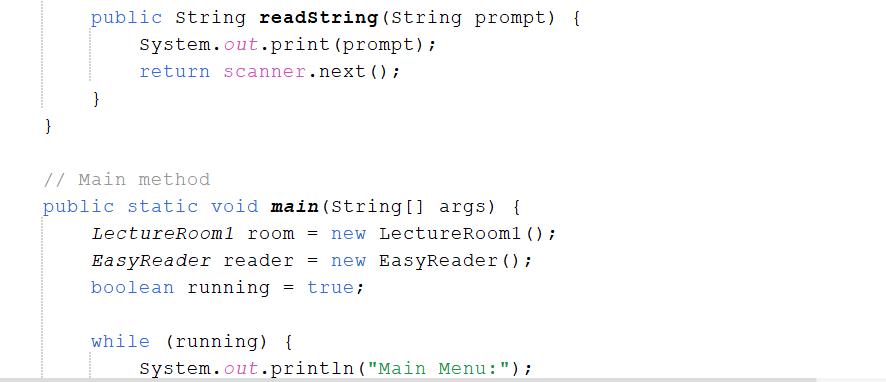 public String readString(String prompt) {
System.out.print(prompt);
return scanner.next();
}
}
// Main method
public static void main(String[] args) {
LectureRoom1 room = new LectureRoom1();
EasyReader reader = new EasyReader();
boolean running = true;
while (running) {
System.out.println("Main Menu:");